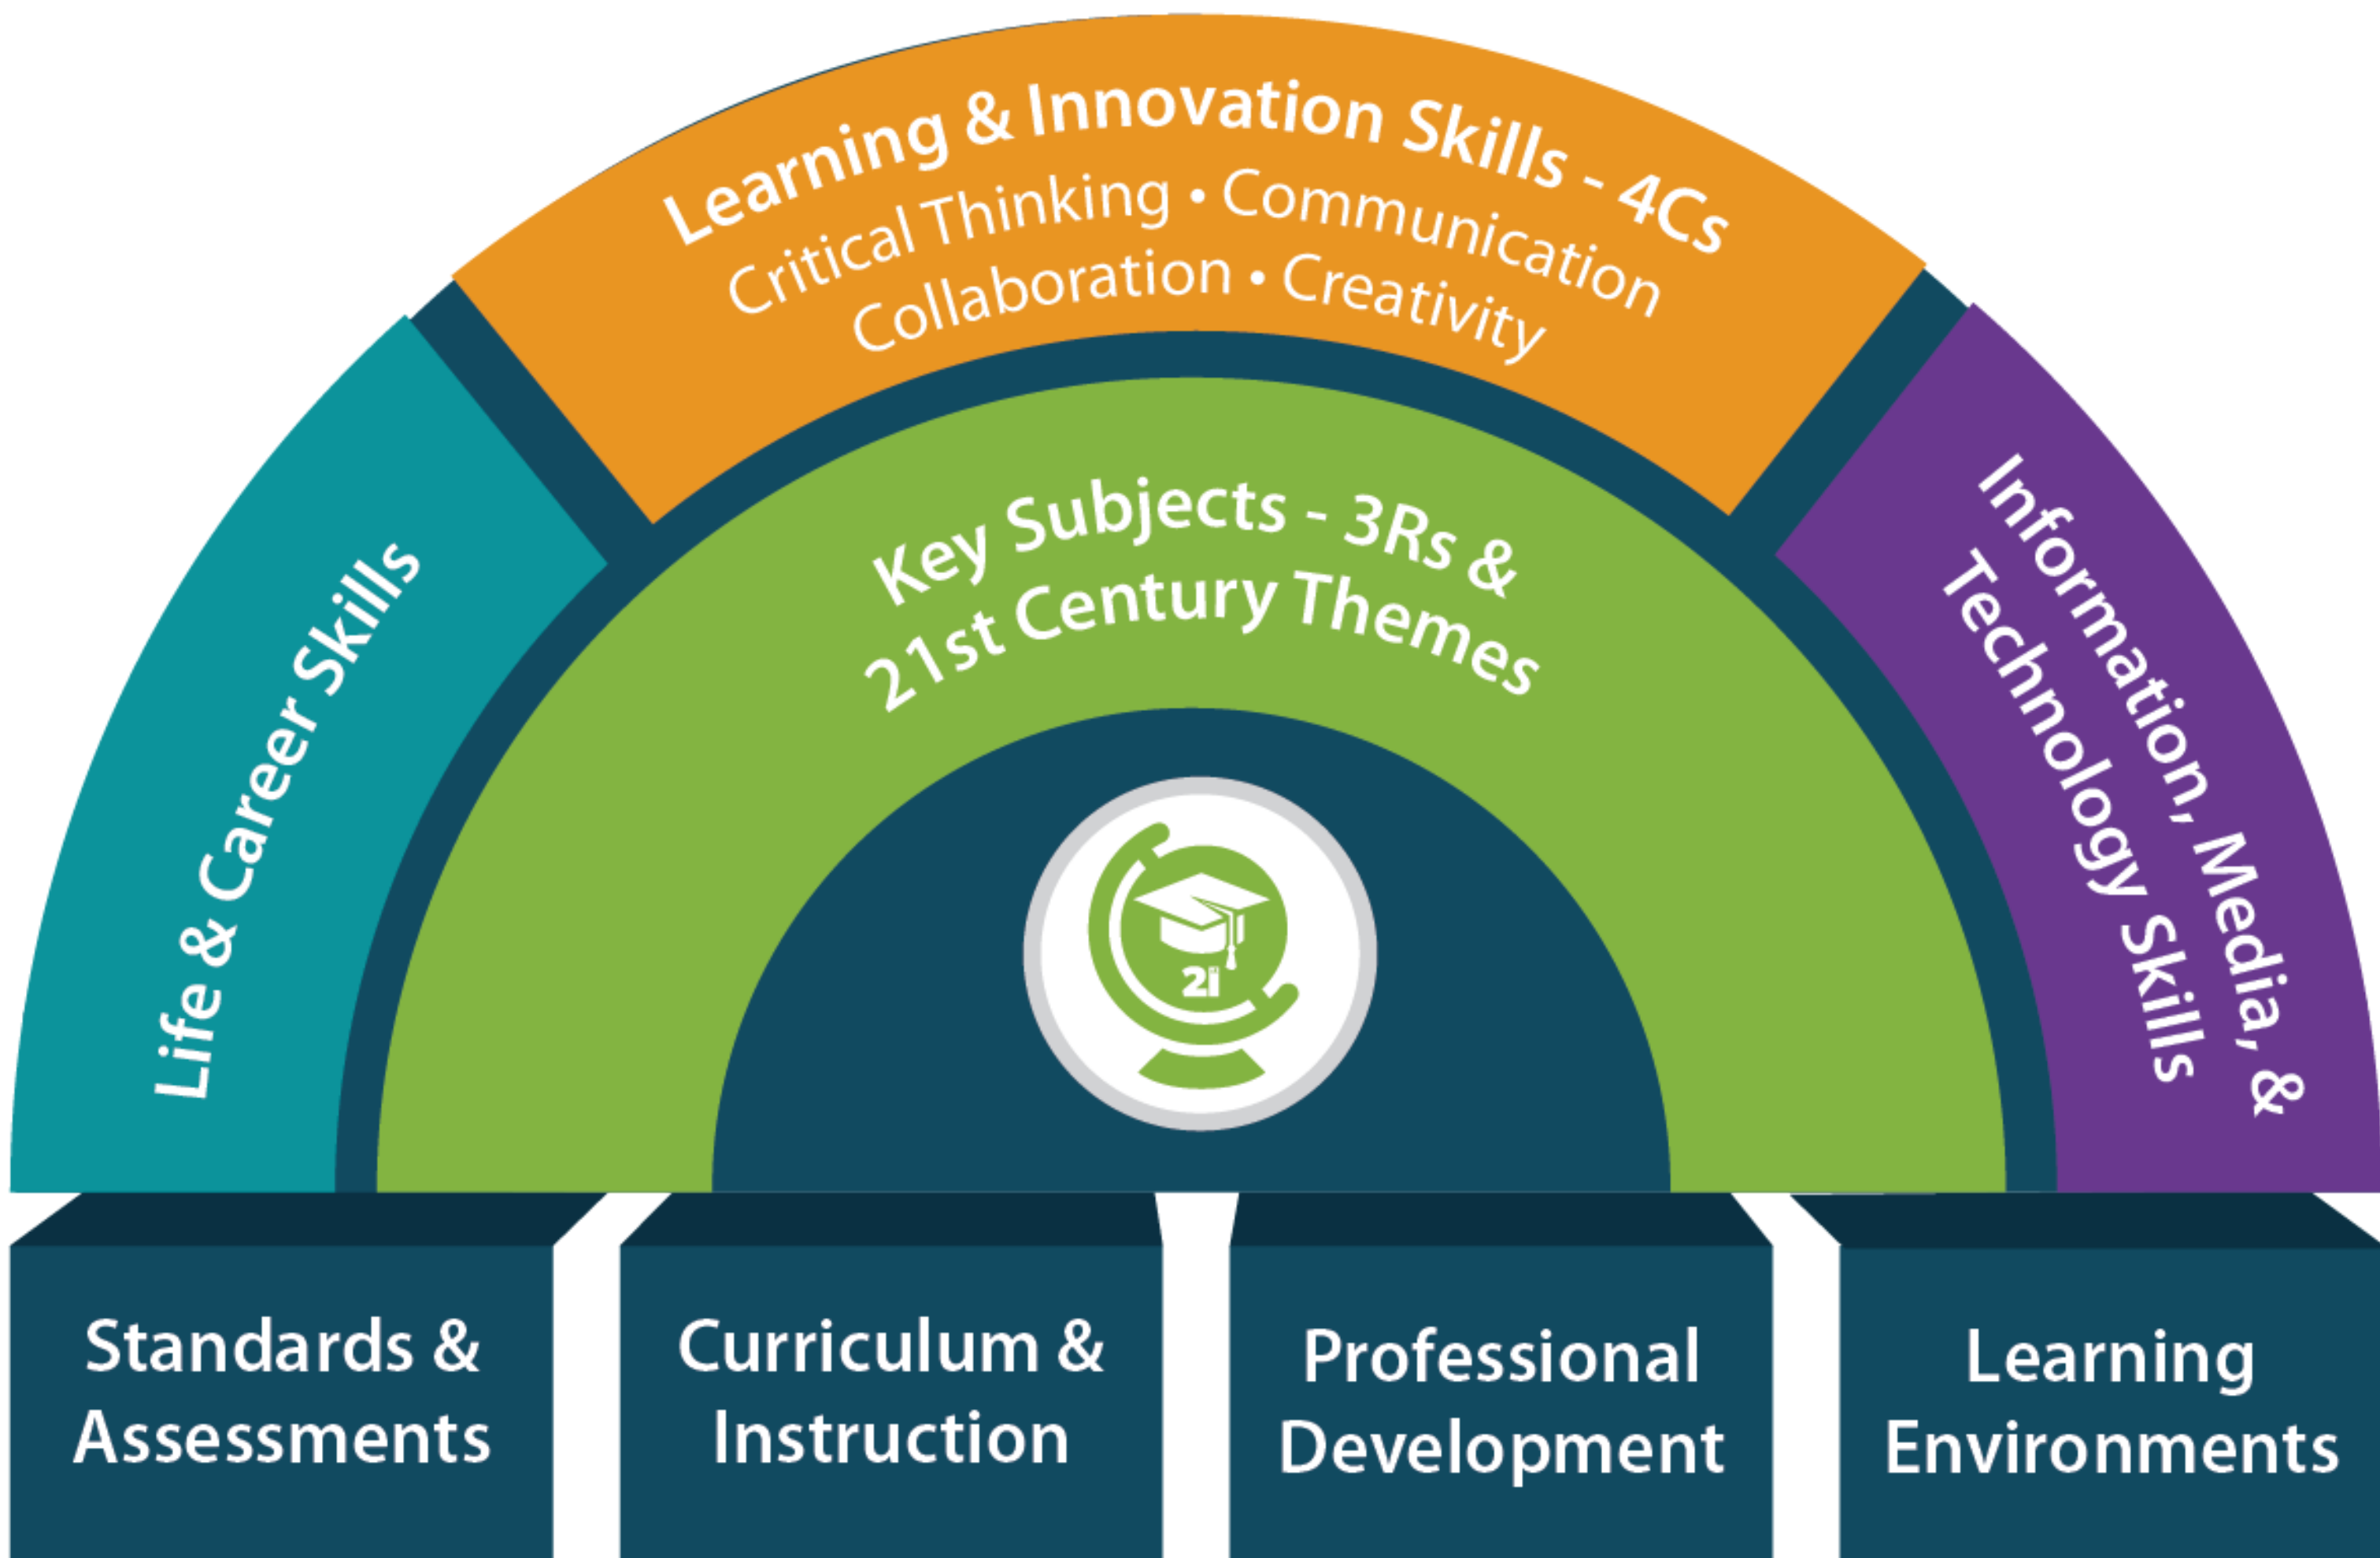 Learning & Innovation Skills - 4Cs
Critical Thinking • Communication
Collaboration • Creativity
Life & Career Skills
Key Subjects - 3Rs &
21st Century Themes
Information, Media, &
Technology Skills
21
Standards &
Assessments
Curriculum &
Instruction
Professional
Development
Learning
Environments